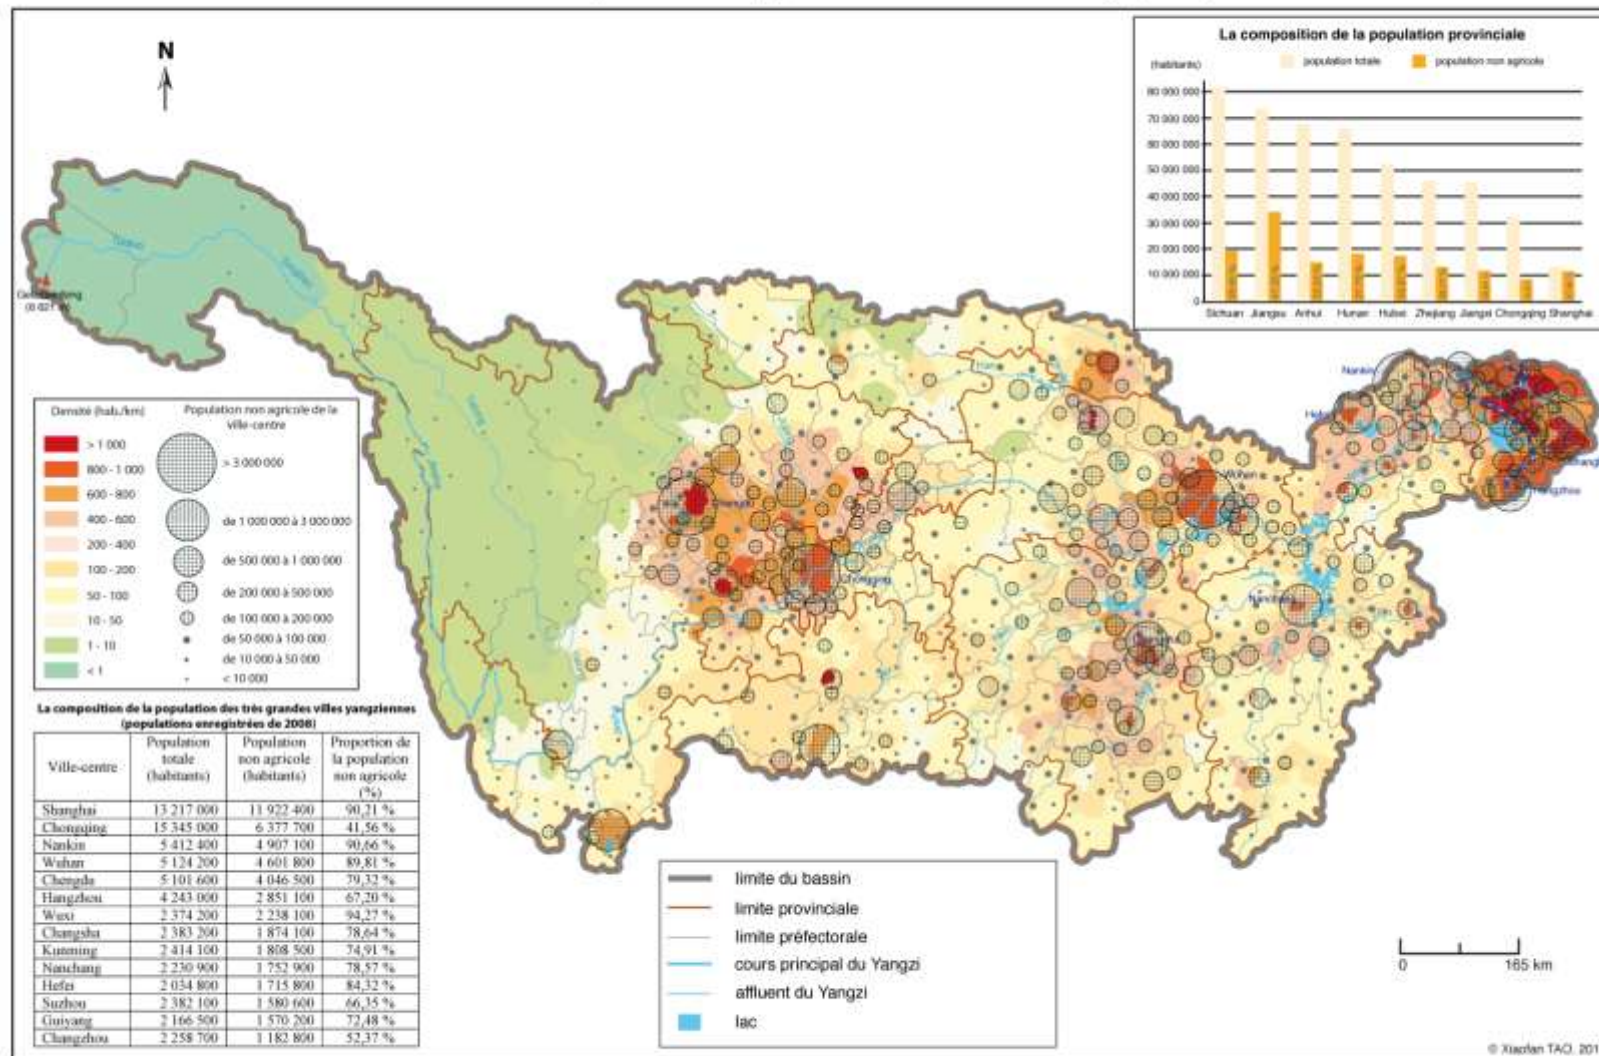 N
La composition de la population provinciale
(habitants)
population totale
population non agricole
80 000 000
70 000 000
60 000 000
50 000 000
40 000 000
30 000 000
20 000 000
10 000 000
0
Sichuan Jiangsu Anhui Hunan Hubei Zhejiang Jiangxi Chongqing Shanghai
Nankin
Hefei
Wuhan
Hangzhou
Chongqing
Nanchang
Han
(6 621 m)
Densité (hab./km)
Population non agricole de la
ville-centre
> 1 000
800 - 1 000
600 - 800
400 - 600
200 - 400
100 - 200
50 - 100
10 - 50
1 - 10
< 1
> 3 000 000
de 1 000 000 à 3 000 000
de 500 000 à 1 000 000
de 200 000 à 500 000
de 100 000 à 200 000
de 50 000 à 100 000
de 10 000 à 50 000
< 10 000
La composition de la population des très grandes villes yangziennes
(populations enregistrées de 2008)
Ville-centre | Population totale (habitants) | Population non agricole (habitants) | Proportion de la population non agricole (%)
Shanghai 13 217 000 11 922 400 90,21 %
Chongqing 15 345 000 6 377 700 41,56 %
Nankin 5 412 400 4 907 100 90,66 %
Wuhan 5 124 200 4 601 800 89,81 %
Chengdu 5 101 600 4 046 500 79,32 %
Hangzhou 4 243 000 2 851 100 67,20 %
Wuxi 2 374 200 2 238 100 94,27 %
Changsha 2 383 200 1 874 100 78,64 %
Kunming 2 414 100 1 808 500 74,91 %
Nanchang 2 230 900 1 752 900 78,57 %
Hefei 2 034 800 1 715 800 84,32 %
Suzhou 2 382 100 1 580 600 66,35 %
Guiyang 2 166 500 1 570 200 72,48 %
Changzhou 2 258 700 1 182 800 52,37 %
limite du bassin
limite provinciale
limite préfectorale
cours principal du Yangzi
affluent du Yangzi
lac
0 165 km
© Xiaofan TAO, 201